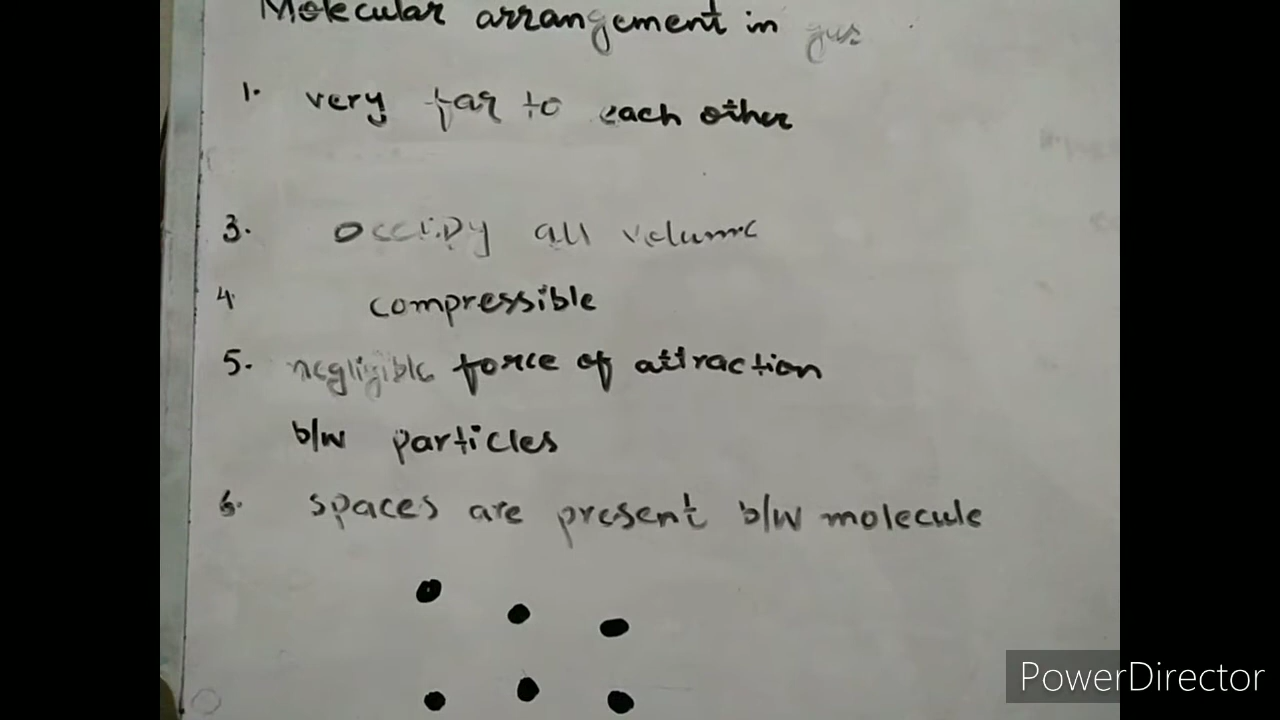 Molecular arrangement in gus
1. very far to each other
3. occupy all volume
4. compressible
5. negligible force of attraction
b/w particles
6. spaces are present b/w molecule
PowerDirector